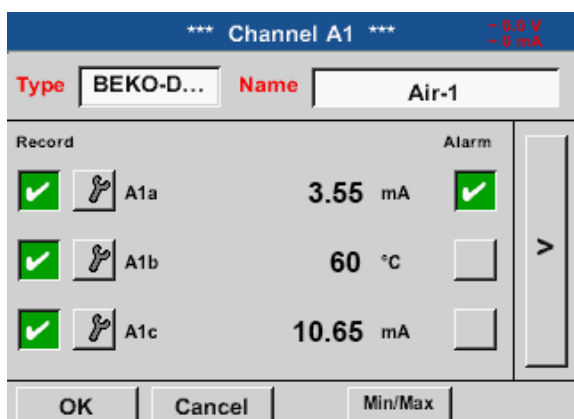 *** Channel A1 *** ~ 0.0 V
~ 0 mA
Type BEKO-D... Name Air-1
Record Alarm
A1a 3.55 mA
A1b 60 °C >
A1c 10.65 mA
OK Cancel Min/Max